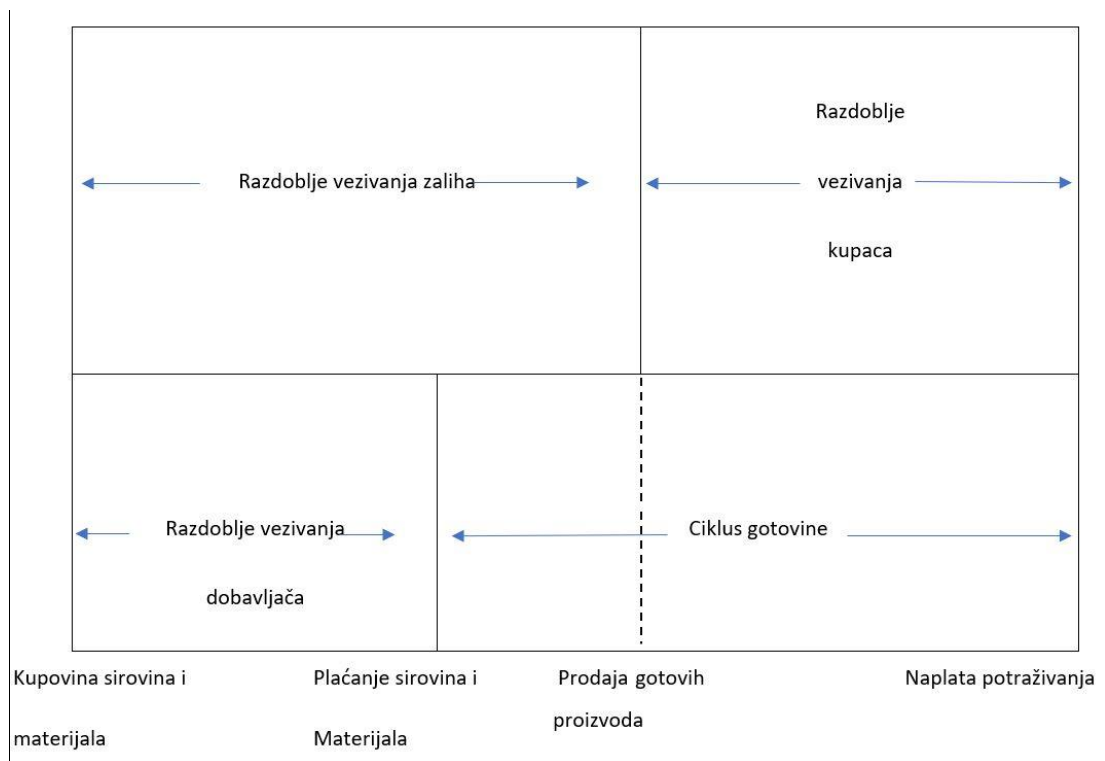 Razdoblje
Razdoblje vezivanja zaliha
vezivanja
kupaca
Razdoblje vezivanja
dobavljača
Ciklus gotovine
Kupovina sirovina i
materijala
Plaćanje sirovina i
Materijala
Prodaja gotovih
proizvoda
Naplata potraživanja